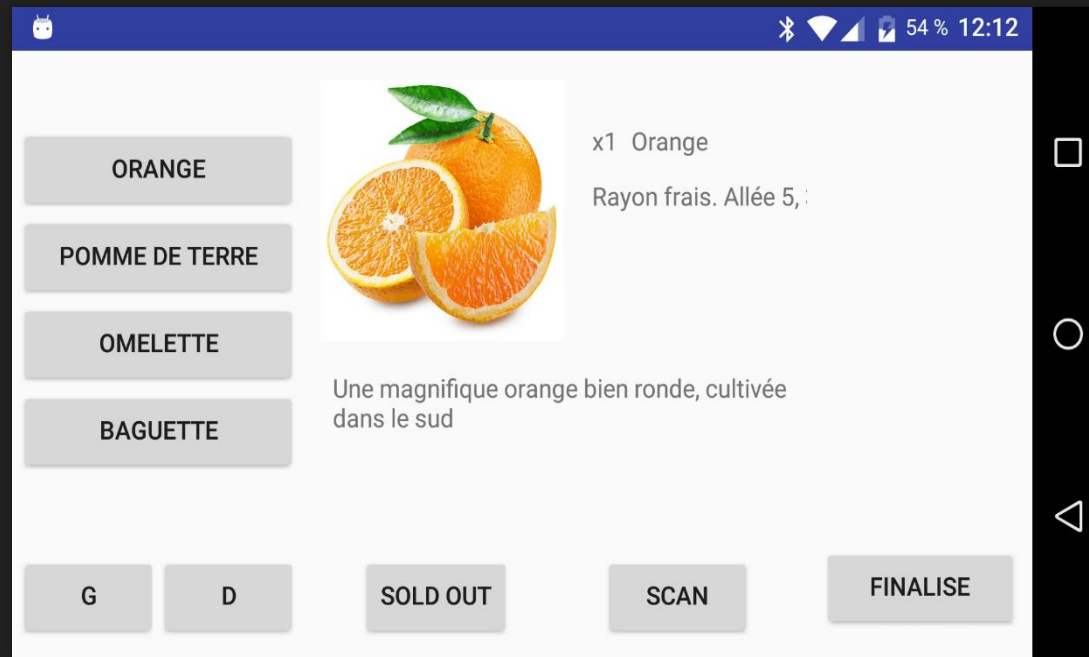 54 % 12:12
ORANGE
POMME DE TERRE
OMELETTE
BAGUETTE
x1 Orange
Rayon frais. Allée 5,
Une magnifique orange bien ronde, cultivée
dans le sud
G D SOLD OUT SCAN FINALISE